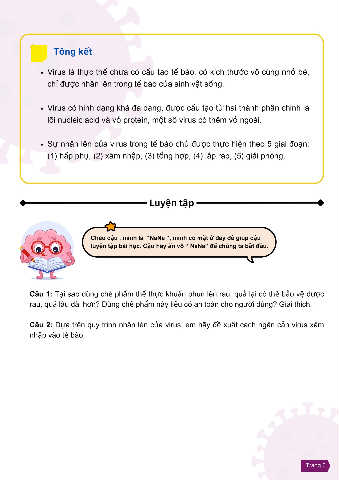 Tổng kết
Virus là thực thể chưa có cấu tạo tế bào, có kích thước vô cùng nhỏ bé,
chỉ được nhân lên trong tế bào của sinh vật sống.
Virus có hình dạng khá đa dạng, được cấu tạo từ hai thành phần chính là
lõi nucleic acid và vỏ protein, một số virus có thêm vỏ ngoài.
Sự nhân lên của virus trong tế bào chủ được thực hiện theo 5 giai đoạn:
(1) hấp phụ, (2) xâm nhập, (3) tổng hợp, (4) lắp ráp, (5) giải phóng.
Luyện tập
Chào cậu, mình là "NaNa", mình có mặt ở đây để giúp cậu
luyện tập bài học. Cậu hãy ấn vô "NaNa" để chúng ta bắt đầu.
Câu 1: Tại sao dùng chế phẩm thể thực khuẩn phun lên rau, quả lại có thể bảo vệ được
rau, quả lâu dài hơn? Dùng chế phẩm này liệu có an toàn cho người dùng? Giải thích.
Câu 2: Dựa trên quy trình nhân lên của virus, em hãy đề xuất cách ngăn cản virus xâm
nhập vào tế bào.
Trang